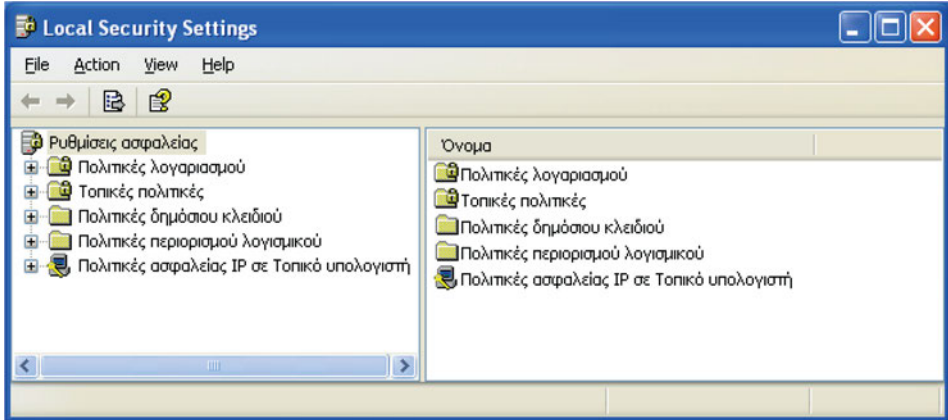 Local Security Settings
File Action View Help
Ρυθμίσεις ασφαλείας
Πολιτικές λογαριασμού
Τοπικές πολιτικές
Πολιτικές δημόσιου κλειδιού
Πολιτικές περιορισμού λογισμικού
Πολιτικές ασφαλείας IP σε Τοπικό υπολογιστή
Όνομα
Πολιτικές λογαριασμού
Τοπικές πολιτικές
Πολιτικές δημόσιου κλειδιού
Πολιτικές περιορισμού λογισμικού
Πολιτικές ασφαλείας IP σε Τοπικό υπολογιστή